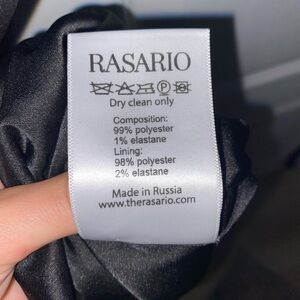 RASARIO
Dry clean only
Composition:
99% polyester
1% elastane
Lining:
98% polyester
2% elastane
Made in Russia
www.therasario.com